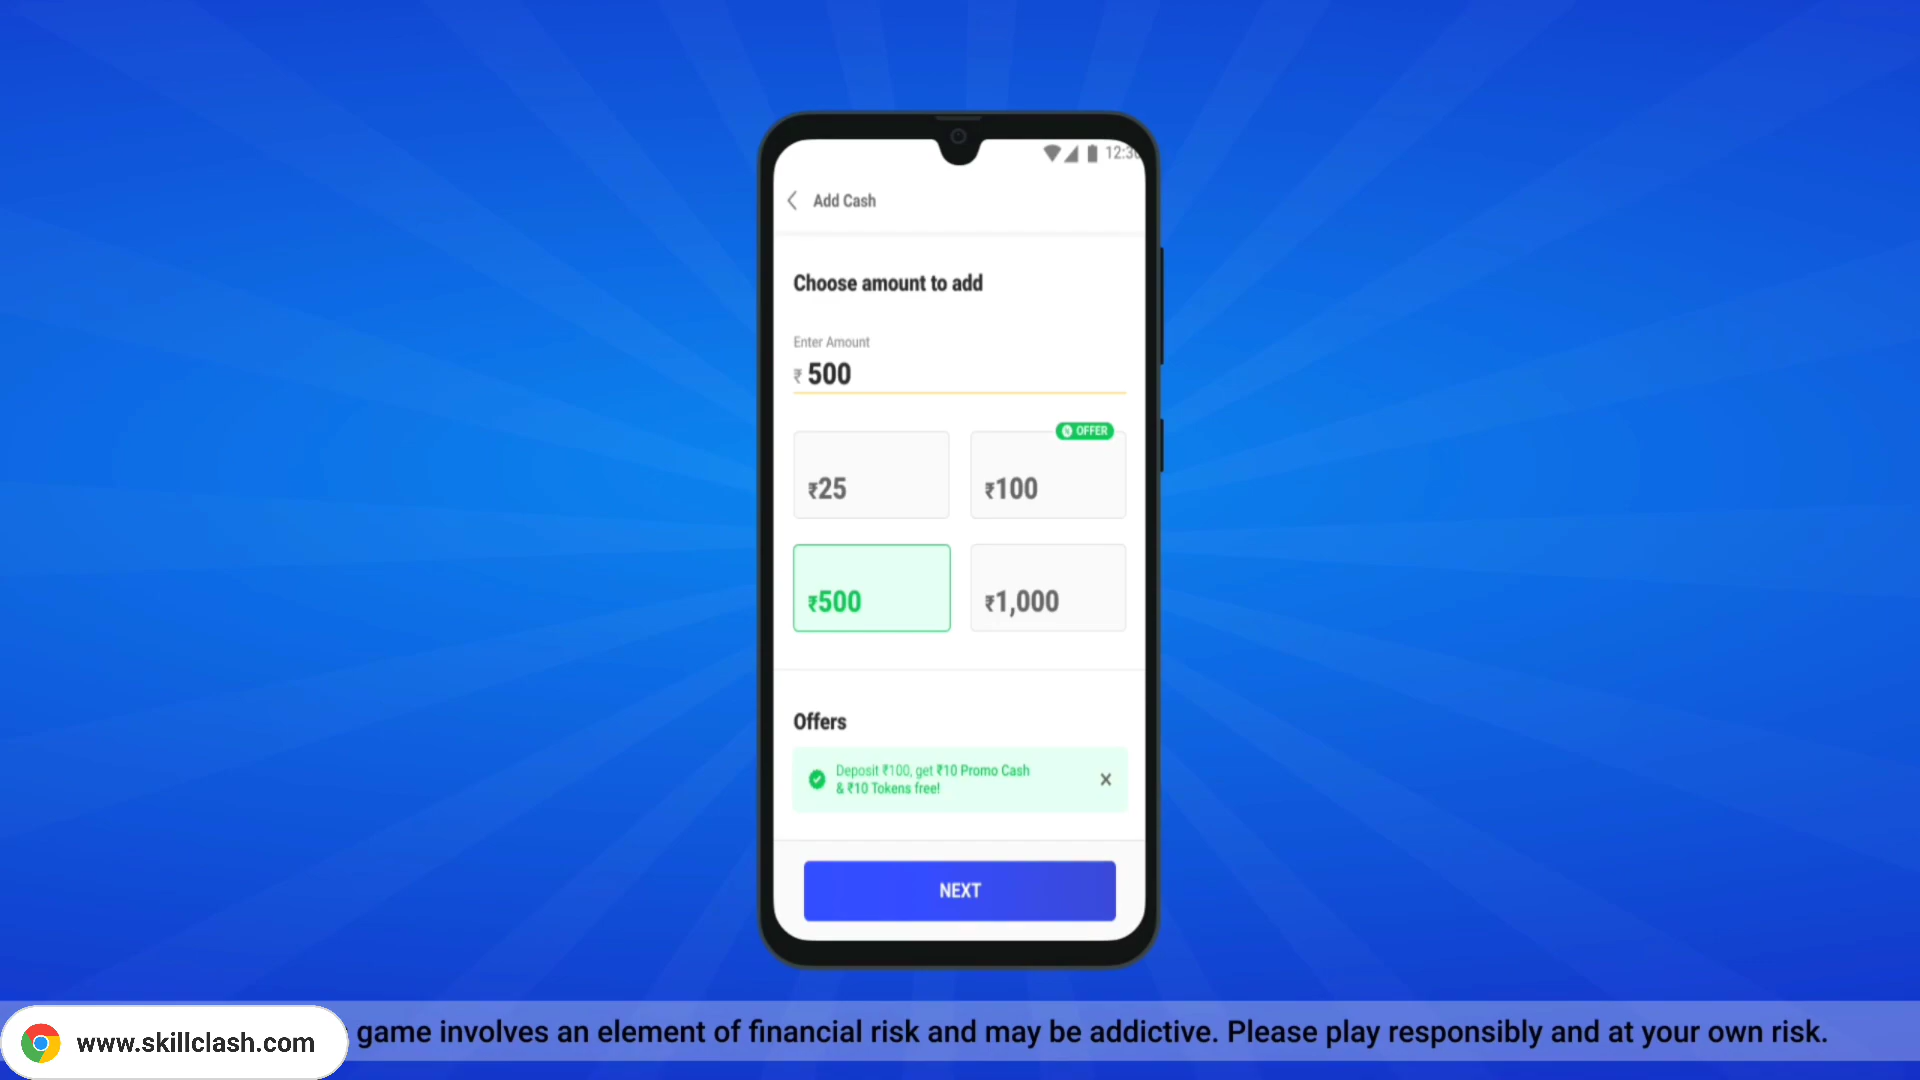 12:30
Add Cash
Choose amount to add
Enter Amount
₹ 500
OFFER
₹25
₹100
₹500
₹1,000
Offers
Deposit ₹100, get ₹10 Promo Cash
& ₹10 Tokens free!
NEXT
www.skillclash.com
game involves an element of financial risk and may be addictive. Please play responsibly and at your own risk.